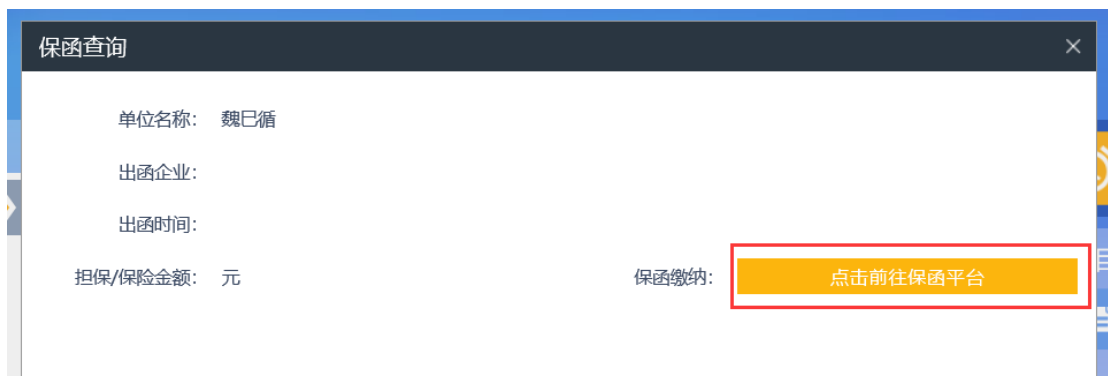 保函查询
单位名称： 魏巳循
出函企业：
出函时间：
担保/保险金额： 元 保函缴纳： 点击前往保函平台